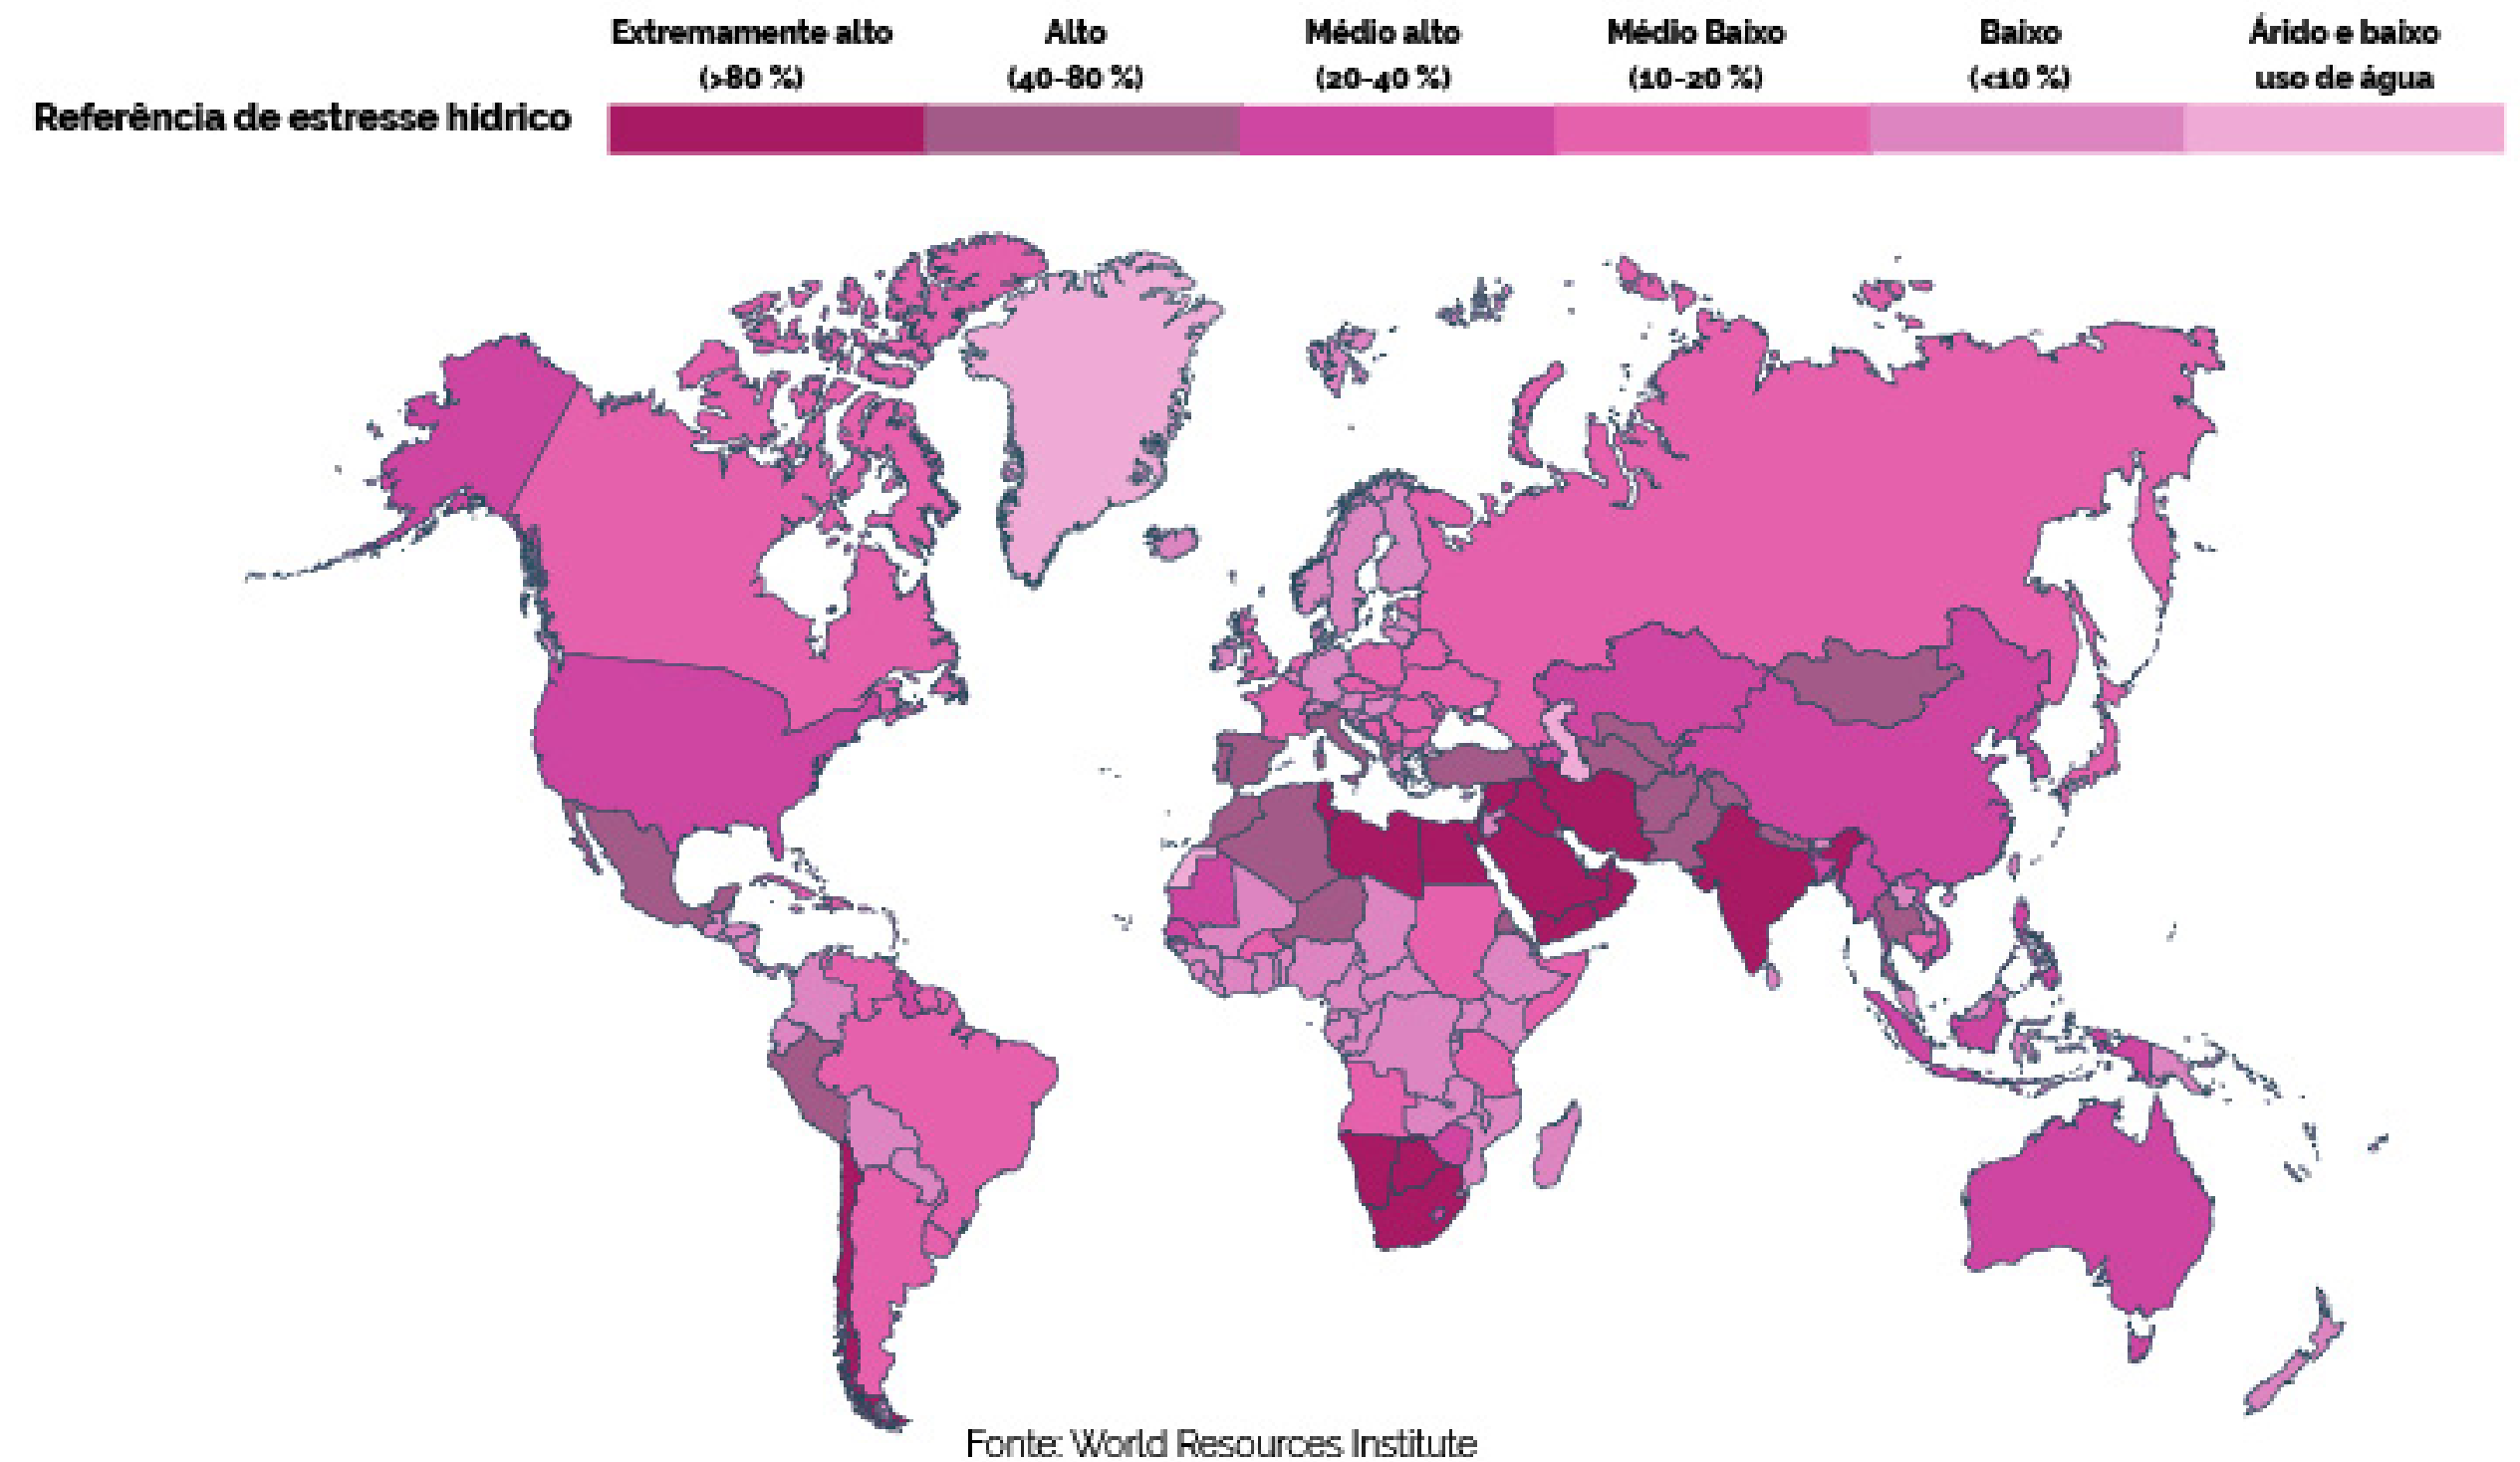 Extremamente alto
(>80 %)
Alto
(40-80 %)
Médio alto
(20-40 %)
Médio Baixo
(10-20 %)
Baixo
(<10 %)
Árido e baixo
uso de água
Referência de estresse hídrico
Fonte: World Resources Institute